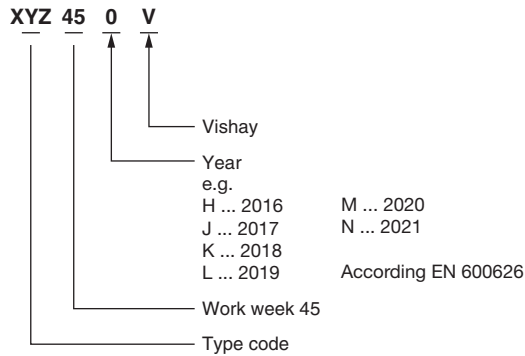 XYZ 45 0 V
Vishay
Year
e.g.
H ... 2016 M ... 2020
J ... 2017 N ... 2021
K ... 2018
L ... 2019 According EN 600626
Work week 45
Type code